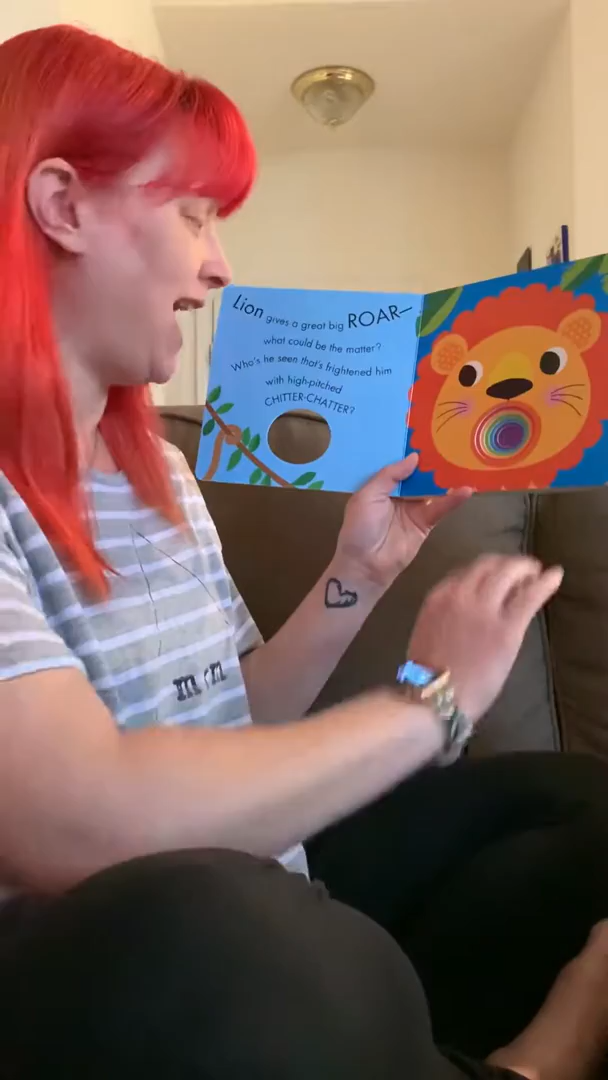 Lion gives a great big ROAR—
what could be the matter?
Who's he seen that's frightened him
with high-pitched
CHITTER-CHATTER?